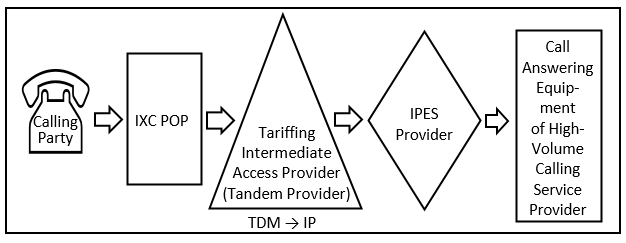 Calling
Party
IXC POP
Tariffing
Intermediate
Access Provider
(Tandem Provider)
TDM → IP
IPES
Provider
Call
Answering
Equip-
ment
of High-
Volume
Calling
Service
Provider